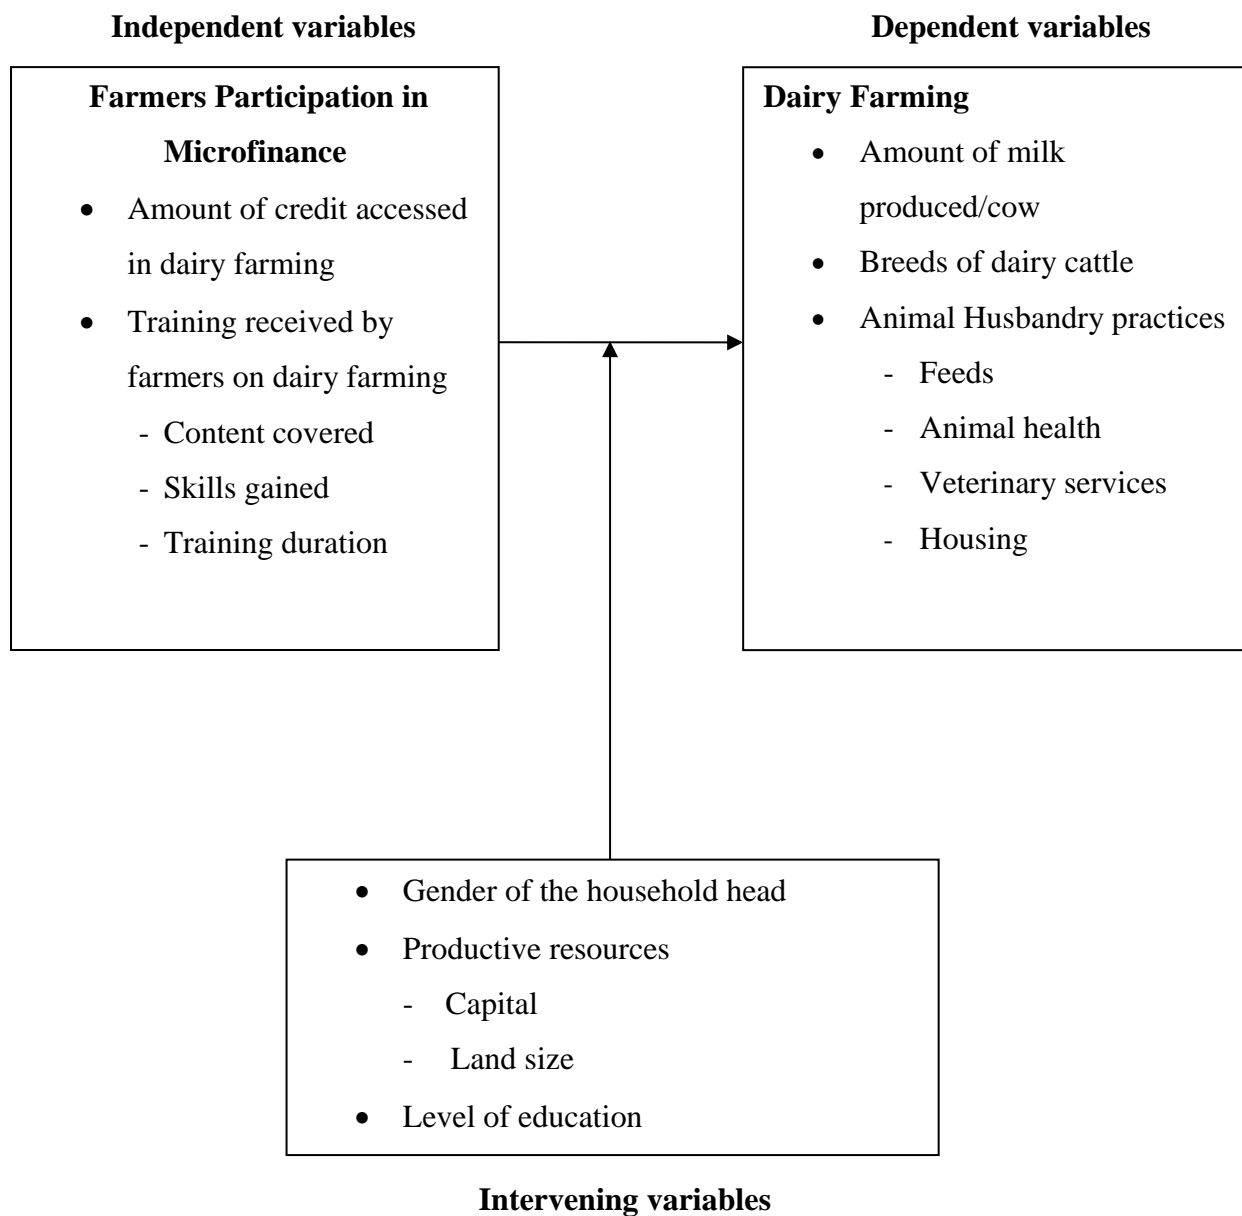 Independent variables
Farmers Participation in
Microfinance
• Amount of credit accessed
in dairy farming
• Training received by
farmers on dairy farming
- Content covered
- Skills gained
- Training duration
Dependent variables
Dairy Farming
• Amount of milk
produced/cow
• Breeds of dairy cattle
• Animal Husbandry practices
- Feeds
- Animal health
- Veterinary services
- Housing
• Gender of the household head
• Productive resources
- Capital
- Land size
• Level of education
Intervening variables